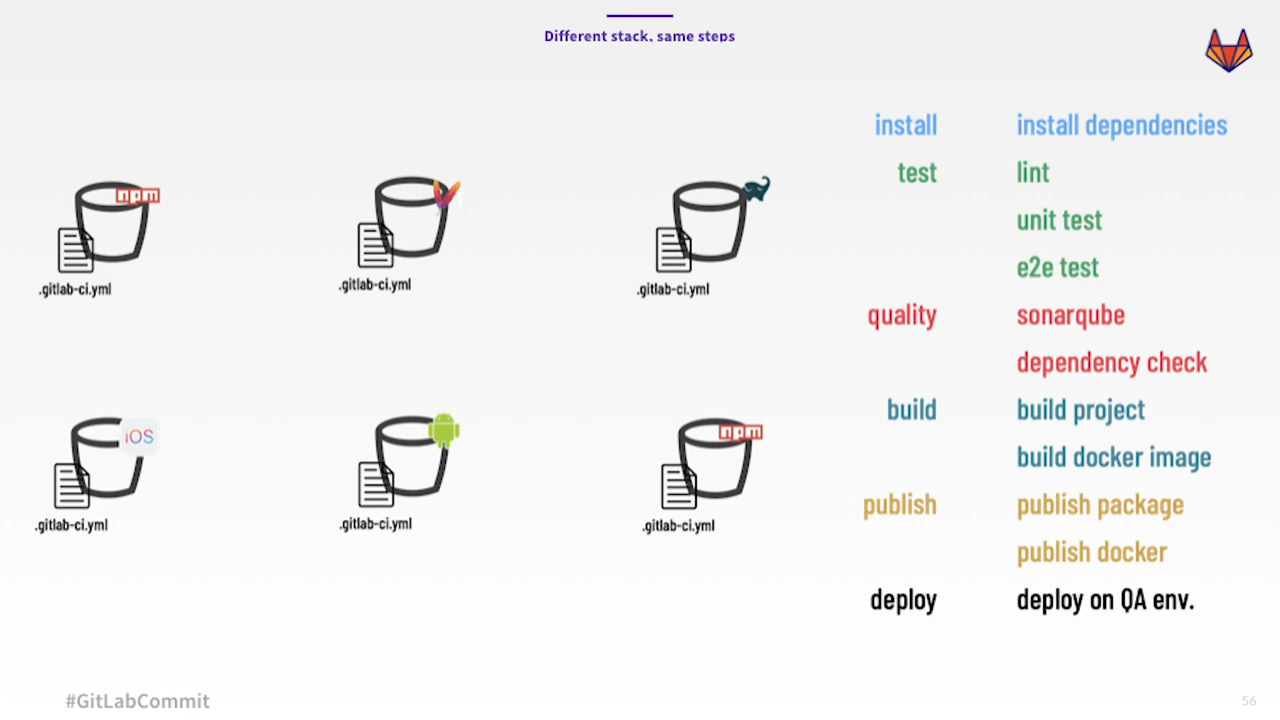 Different stack, same steps
npm
.gitlab-ci.yml
.gitlab-ci.yml
.gitlab-ci.yml
iOS
.gitlab-ci.yml
.gitlab-ci.yml
npm
.gitlab-ci.yml
install install dependencies
test lint
unit test
e2e test
quality sonarqube
dependency check
build build project
build docker image
publish publish package
publish docker
deploy deploy on QA env.
#GitLabCommit
56